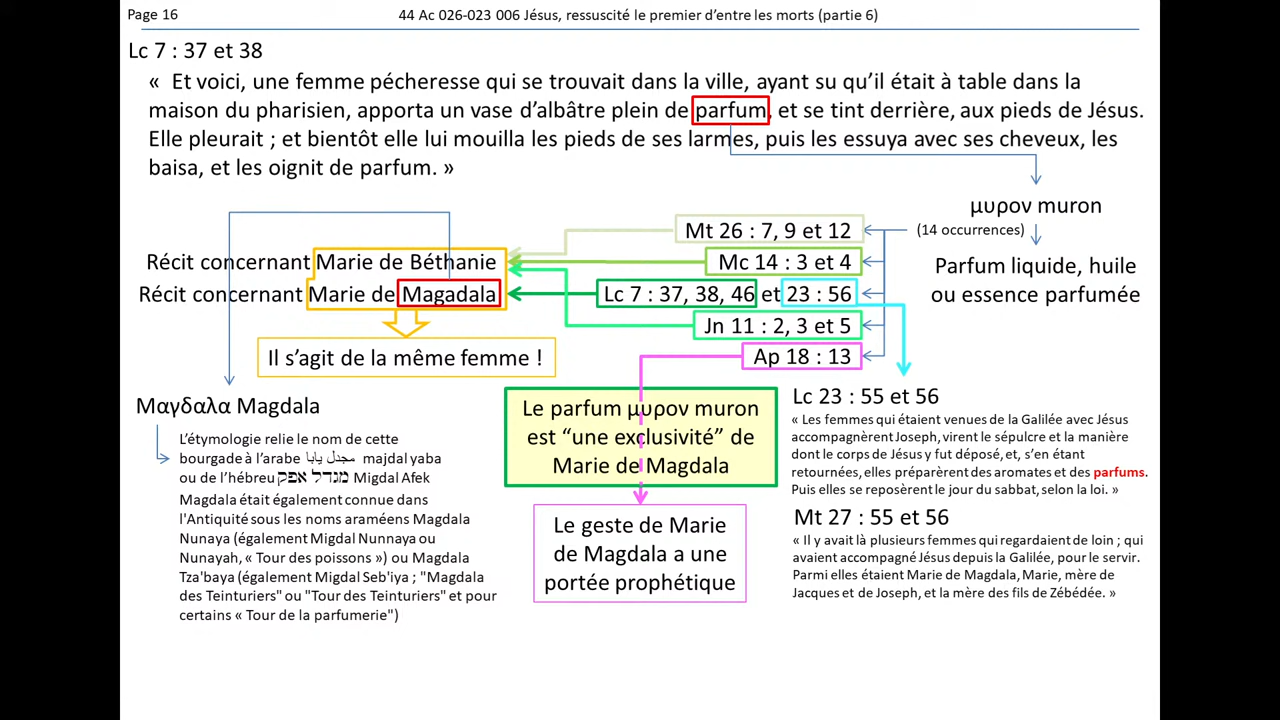 Page 16
44 Ac 026-023 006 Jésus, ressuscité le premier d’entre les morts (partie 6)
Lc 7 : 37 et 38
« Et voici, une femme pécheresse qui se trouvait dans la ville, ayant su qu’il était à table dans la
maison du pharisien, apporta un vase d’albâtre plein de parfum, et se tint derrière, aux pieds de Jésus.
Elle pleurait ; et bientôt elle lui mouilla les pieds de ses larmes, puis les essuya avec ses cheveux, les
baisa, et les oignit de parfum. »
μυρον muron
(14 occurrences)
Parfum liquide, huile
ou essence parfumée
Mt 26 : 7, 9 et 12
Mc 14 : 3 et 4
Lc 7 : 37, 38, 46 et 23 : 56
Jn 11 : 2, 3 et 5
Ap 18 : 13
Récit concernant Marie de Béthanie
Récit concernant Marie de Magadala
Il s’agit de la même femme !
Μαγδαλα Magdala
L’étymologie relie le nom de cette
bourgade à l’arabe مجدل يابا majdal yaba
ou de l’hébreu מגדל אפק Migdal Afek
Magdala était également connue dans
l'Antiquité sous les noms araméens Magdala
Nunaya (également Migdal Nunnaya ou
Nunayah, « Tour des poissons ») ou Magdala
Tza'baya (également Migdal Seb'iya ; "Magdala
des Teinturiers" ou "Tour des Teinturiers" et pour
certains « Tour de la parfumerie")
Le parfum μυρον muron
est “une exclusivité” de
Marie de Magdala
Le geste de Marie
de Magdala a une
portée prophétique
Lc 23 : 55 et 56
« Les femmes qui étaient venues de la Galilée avec Jésus
accompagnèrent Joseph, virent le sépulcre et la manière
dont le corps de Jésus y fut déposé, et, s’en étant
retournées, elles préparèrent des aromates et des parfums.
Puis elles se reposèrent le jour du sabbat, selon la loi. »
Mt 27 : 55 et 56
« Il y avait là plusieurs femmes qui regardaient de loin ; qui
avaient accompagné Jésus depuis la Galilée, pour le servir.
Parmi elles étaient Marie de Magdala, Marie, mère de
Jacques et de Joseph, et la mère des fils de Zébédée. »